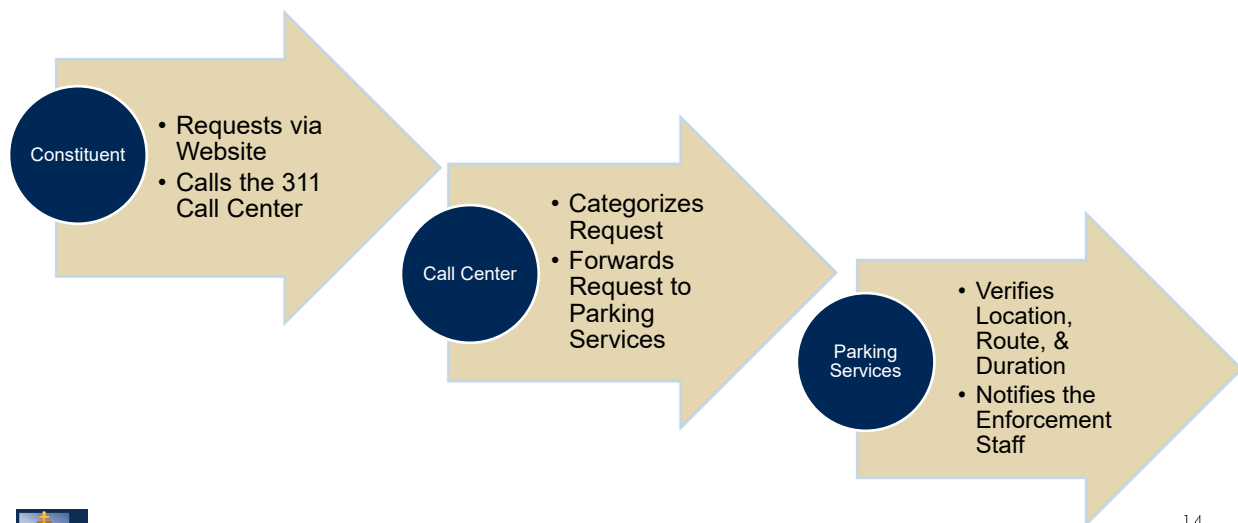 Constituent
• Requests via
Website
• Calls the 311
Call Center
Call Center
• Categorizes
Request
• Forwards
Request to
Parking
Services
Parking
Services
• Verifies
Location,
Route, &
Duration
• Notifies the
Enforcement
Staff
14